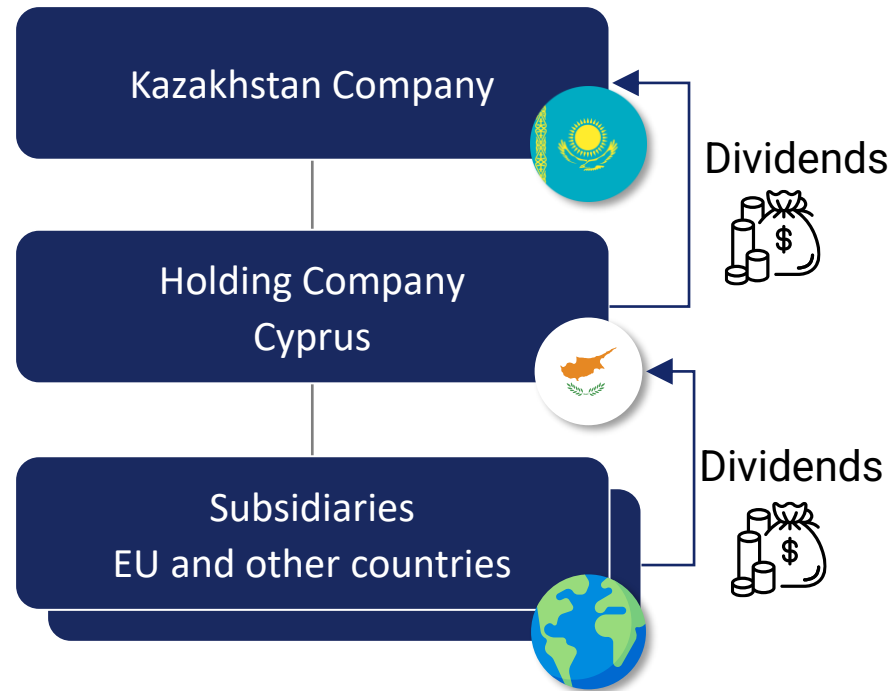 Kazakhstan Company
Dividends
$
Holding Company
Cyprus
Dividends
$
Subsidiaries
EU and other countries